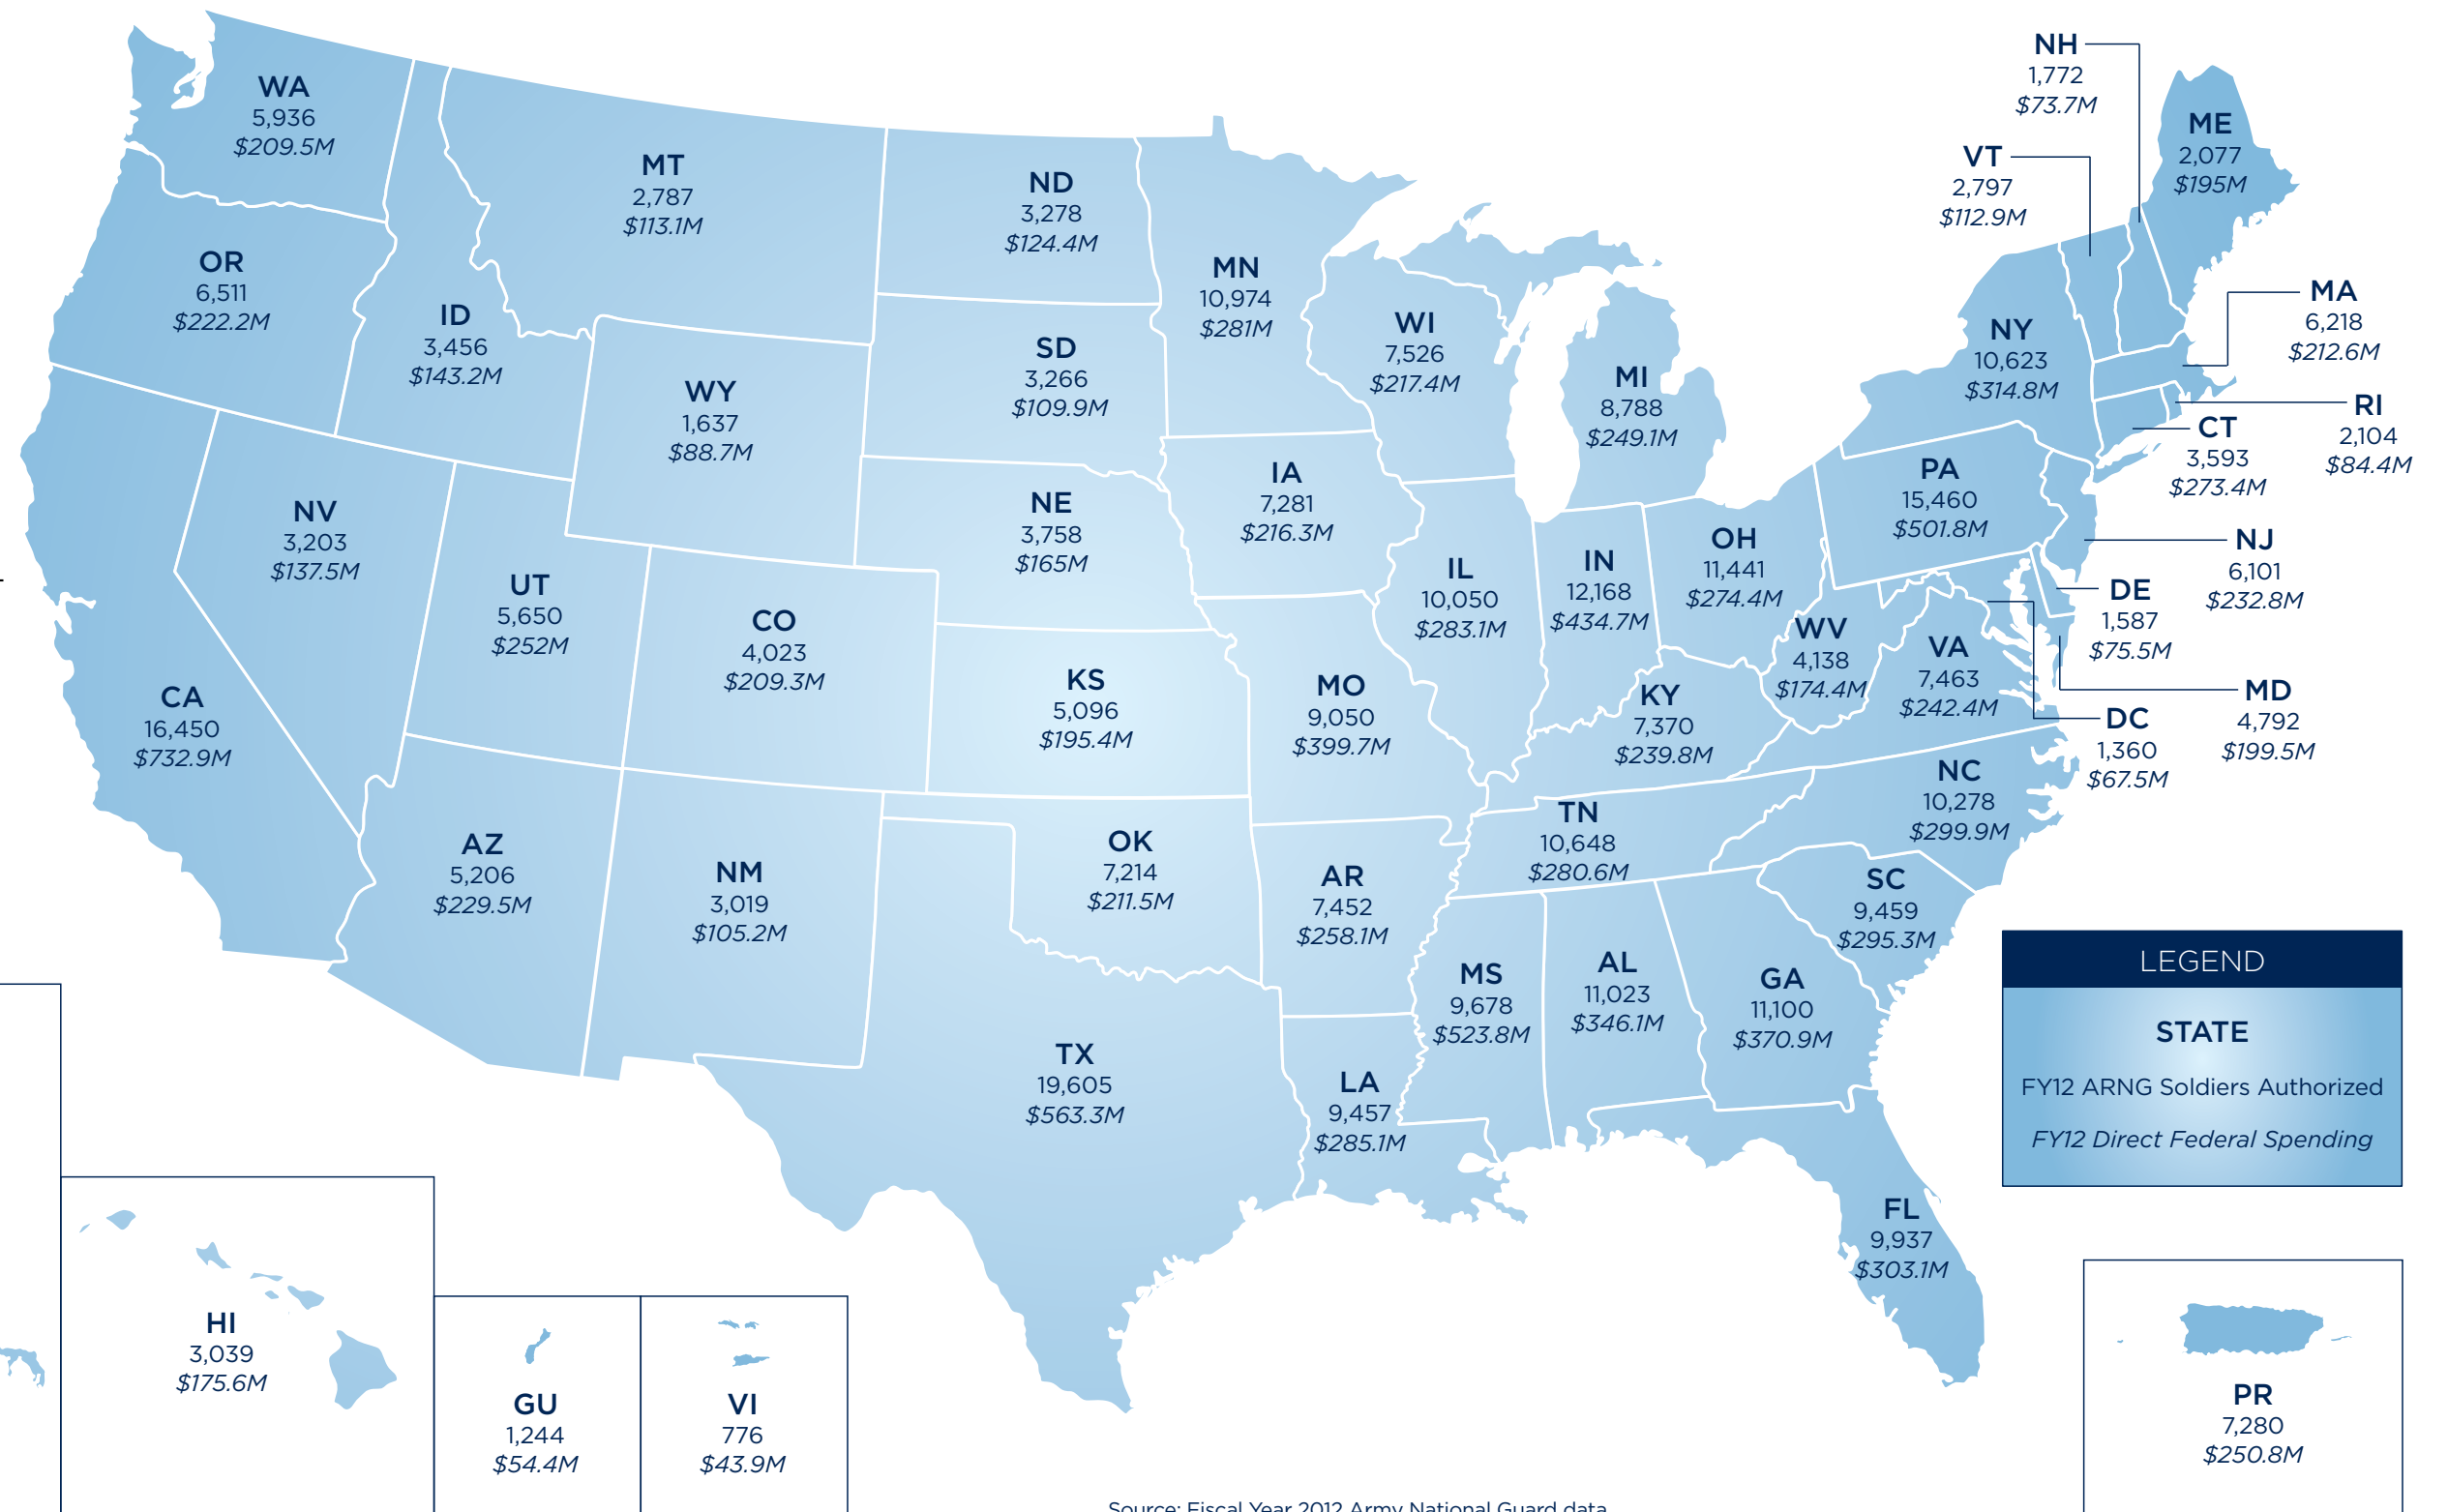 WA
5,936
$209.5M
OR
6,511
$222.2M
CA
16,450
$732.9M
ID
3,456
$143.2M
NV
3,203
$137.5M
MT
2,787
$113.1M
WY
1,637
$88.7M
UT
5,650
$252M
CO
4,023
$209.3M
AZ
5,206
$229.5M
NM
3,019
$105.2M
ND
3,278
$124.4M
SD
3,266
$109.9M
NE
3,758
$165M
KS
5,096
$195.4M
OK
7,214
$211.5M
TX
19,605
$563.3M
MN
10,974
$281M
IA
7,281
$216.3M
MO
9,050
$399.7M
AR
7,452
$258.1M
LA
9,457
$285.1M
WI
7,526
$217.4M
IL
10,050
$283.1M
MI
8,788
$249.1M
IN
12,168
$434.7M
OH
11,441
$274.4M
KY
7,370
$239.8M
TN
10,648
$280.6M
MS
9,678
$523.8M
AL
11,023
$346.1M
GA
11,100
$370.9M
FL
9,937
$303.1M
SC
9,459
$295.3M
NC
10,278
$299.9M
VA
7,463
$242.4M
WV
4,138
$174.4M
PA
15,460
$501.8M
NY
10,623
$314.8M
VT
2,797
$112.9M
NH
1,772
$73.7M
ME
2,077
$195M
MA
6,218
$212.6M
RI
2,104
$84.4M
CT
3,593
$273.4M
NJ
6,101
$232.8M
DE
1,587
$75.5M
MD
4,792
$199.5M
DC
1,360
$67.5M
LEGEND
STATE
FY12 ARNG Soldiers Authorized
FY12 Direct Federal Spending
HI
3,039
$175.6M
GU
1,244
$54.4M
VI
776
$43.9M
PR
7,280
$250.8M
Source: Fiscal Year 2012 Army National Guard data